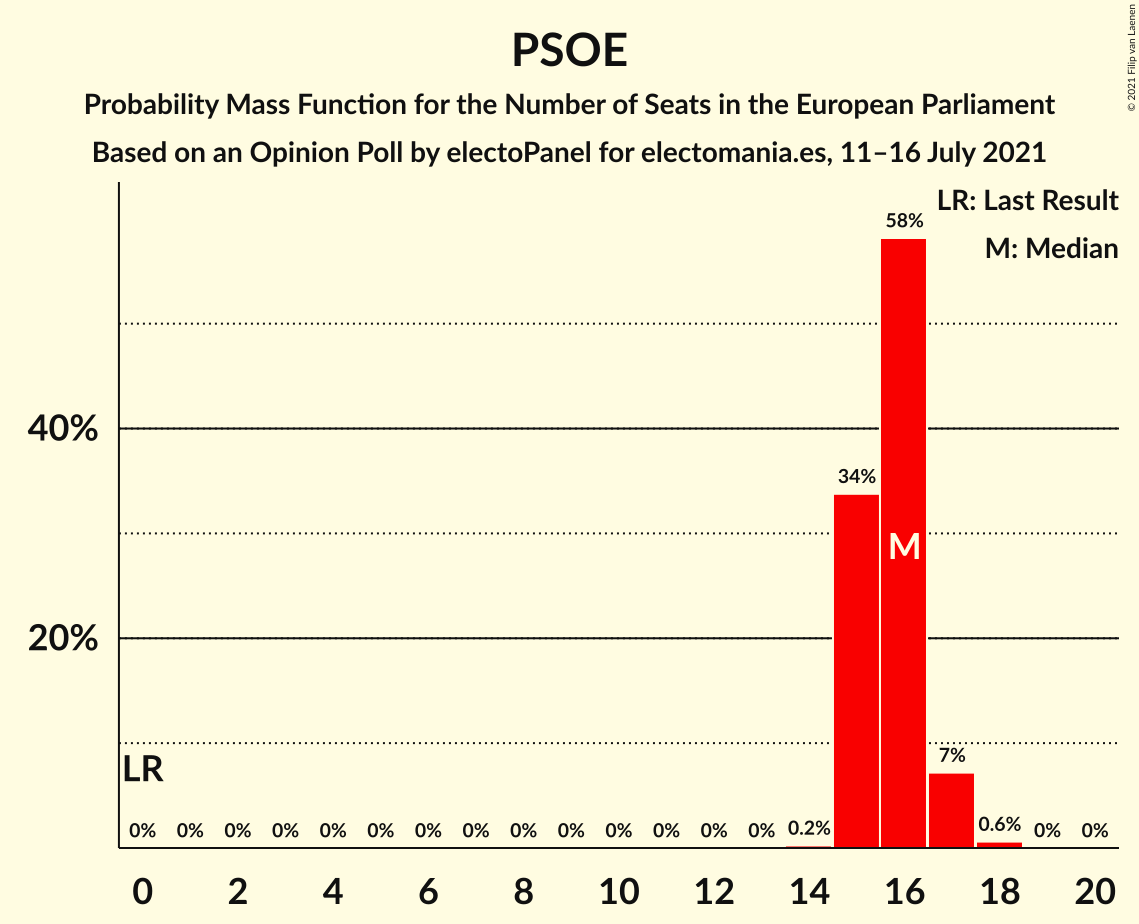 PSOE
Probability Mass Function for the Number of Seats in the European Parliament
Based on an Opinion Poll by electoPanel for electomania.es, 11–16 July 2021
© 2021 Filip van Laenen
LR: Last Result
M: Median
58%
40%
34%
M
20%
LR
7%
0% 0% 0% 0% 0% 0% 0% 0% 0% 0% 0% 0% 0% 0% 0.2% 0.6% 0% 0%
0 2 4 6 8 10 12 14 16 18 20